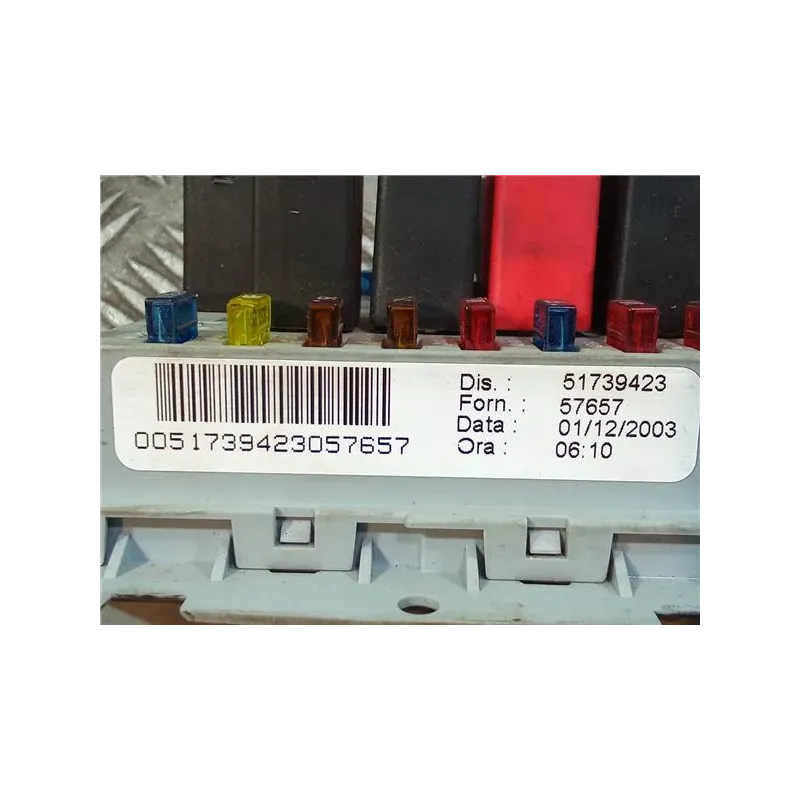 0051739423057657
Dis. : 51739423
Forn. : 57657
Data : 01/12/2003
Ora : 06:10